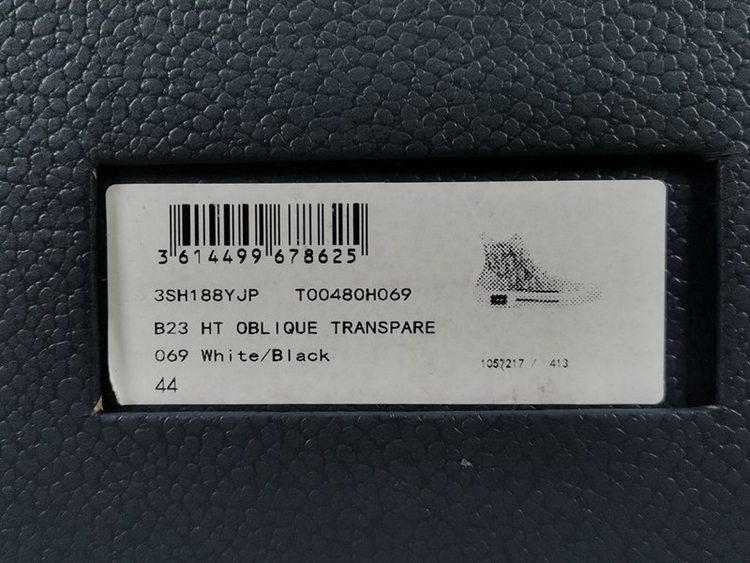 3 614499 678625
3SH188YJP T00480H069
B23 HT OBLIQUE TRANSPARE
069 White/Black
1057217 / 413
44